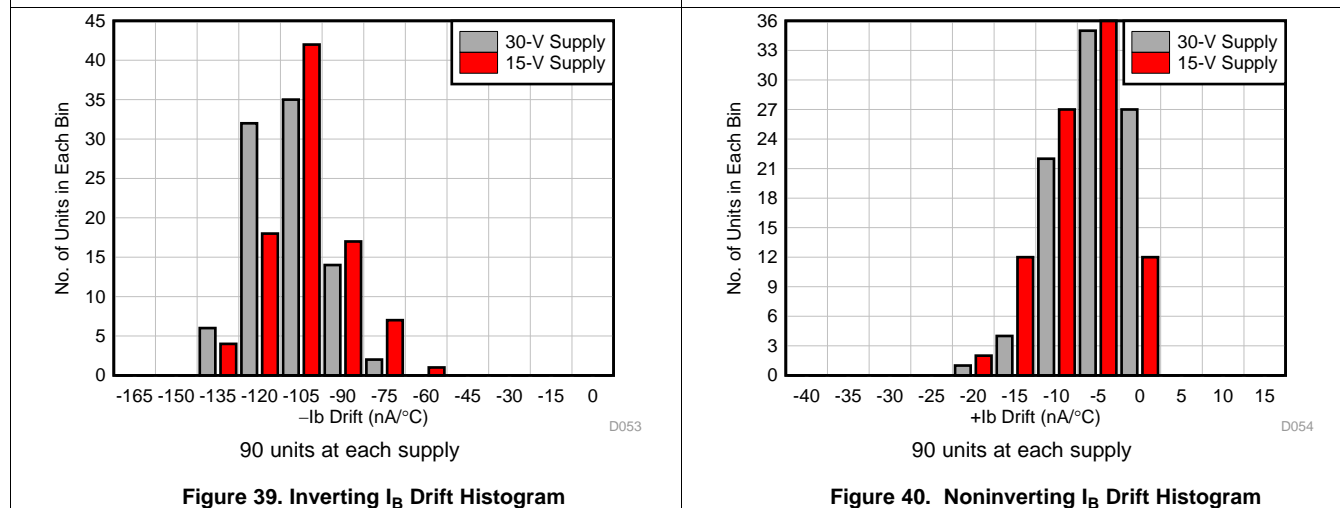 45
40
35
30
25
20
15
10
5
0
No. of Units in Each Bin
30-V Supply
15-V Supply
-165 -150 -135 -120 -105 -90 -75 -60 -45 -30 -15 0
−Ib Drift (nA/°C)
D053
90 units at each supply
Figure 39. Inverting IB Drift Histogram
36
33
30
27
24
21
18
15
12
9
6
3
0
No. of Units in Each Bin
30-V Supply
15-V Supply
-40 -35 -30 -25 -20 -15 -10 -5 0 5 10 15
+Ib Drift (nA/°C)
D054
90 units at each supply
Figure 40. Noninverting IB Drift Histogram